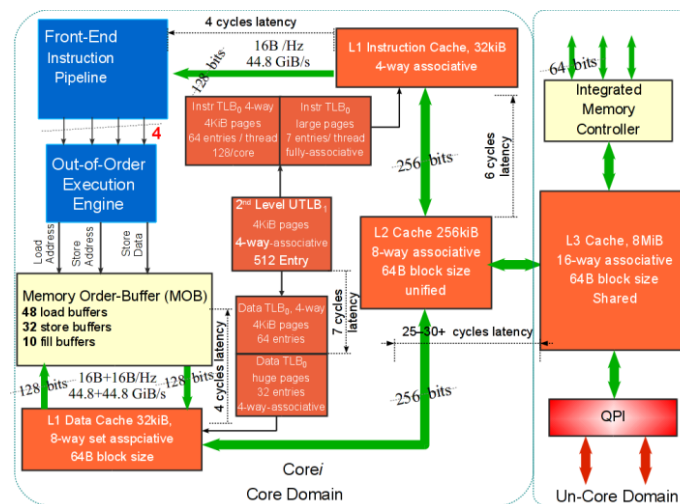 Front-End
Instruction
Pipeline
4 cycles latency
16B /Hz
44.8 GiB/s
128 bits
L1 Instruction Cache, 32kiB
4-way associative
64 bits
Integrated
Memory
Controller
4
Instr TLB0 4-way
4KiB pages
64 entries / thread
128/core
Instr TLB0
large pages
7 entries/ thread
fully-associative
256 bits
6 cycles
latency
Out-of-Order
Execution
Engine
Load
Address
Store
Address
Store
Data
2nd Level UTLB1
4KiB pages
4-way-associative
512 Entry
L2 Cache 256kiB
8-way associative
64B block size
unified
L3 Cache, 8MiB
16-way associative
64B block size
Shared
Memory Order-Buffer (MOB)
48 load buffers
32 store buffers
10 fill buffers
Data TLB0, 4-way
4KiB pages
64 entries
7 cycles
latency
25–30+ cycles latency
Data TLB0
huge pages
32 entries
4-way-associative
4 cycles
latency
128 bits
16B+16B/Hz
44.8+44.8 GiB/s
128 bits
256 bits
L1 Data Cache 32kiB,
8-way set asspciative
64B block size
QPI
Corei
Core Domain
Un-Core Domain